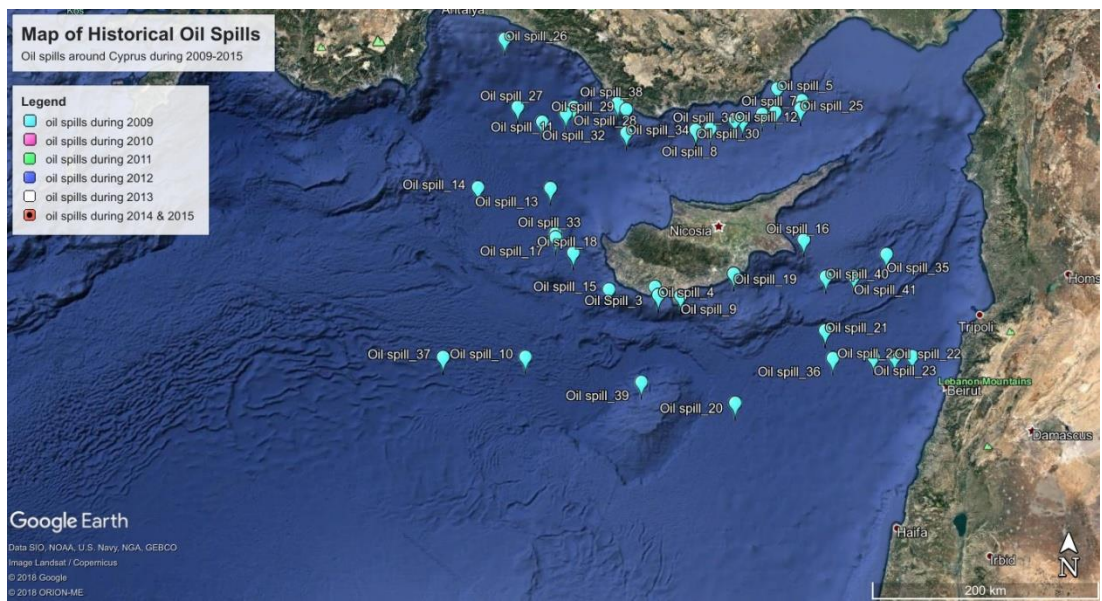 Map of Historical Oil Spills
Oil spills around Cyprus during 2009-2015
Legend
oil spills during 2009
oil spills during 2010
oil spills during 2011
oil spills during 2012
oil spills during 2013
oil spills during 2014 & 2015
Antalya
Oil spill_26
Oil spill_5
Oil spill_38
Oil spill_27
Oil spill_29
Oil spill_7
Oil spill_25
Oil spill_28
Oil spill_12
Oil spill_32
Oil spill_34
Oil spill_30
Oil spill_8
Oil spill_14
Oil spill_13
Oil spill_33
Oil spill_18
Oil spill_17
Nicosia
Oil spill_16
Oil spill_35
Oil spill_40
Oil spill_19
Oil spill_41
Homs
Oil spill_15
Oil Spill_3
Oil spill_4
Oil spill_9
Tripoli
Oil spill_21
Oil spill_37
Oil spill_10
Oil spill_22
Oil spill_36
Oil spill_23
Lebanon Mountains
Beirut
Oil spill_39
Oil spill_20
Damascus
Haifa
Irbid
Google Earth
Data SIO, NOAA, U.S. Navy, NGA, GEBCO
Image Landsat / Copernicus
© 2018 Google
© 2018 ORION-ME
N
200 km